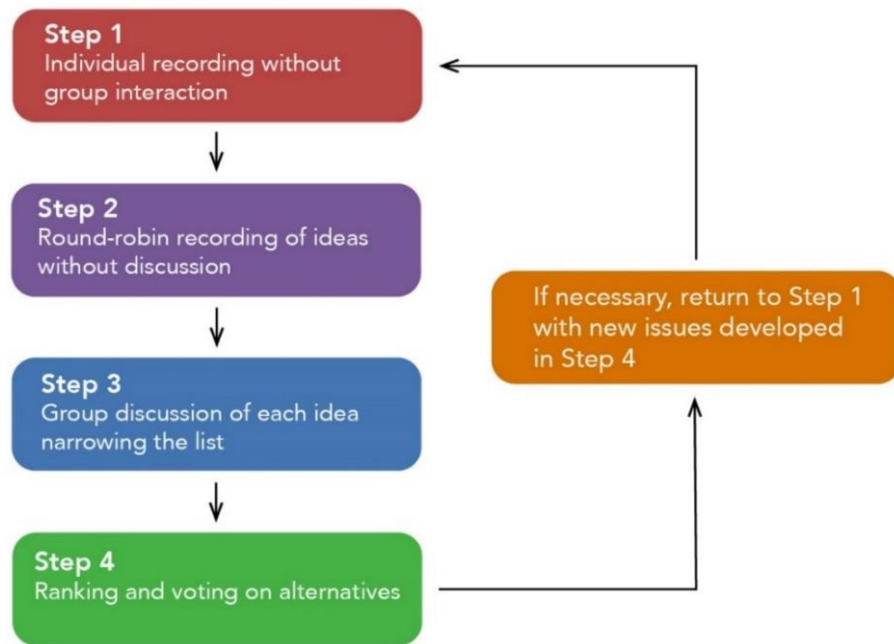 Step 1
Individual recording without
group interaction
Step 2
Round-robin recording of ideas
without discussion
Step 3
Group discussion of each idea
narrowing the list
Step 4
Ranking and voting on alternatives
If necessary, return to Step 1
with new issues developed
in Step 4